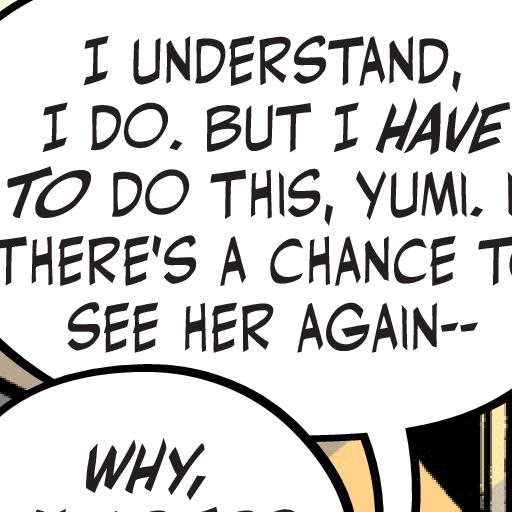 I UNDERSTAND,
I DO. BUT I HAVE
TO DO THIS, YUMI.
THERE'S A CHANCE TO
SEE HER AGAIN--
WHY,